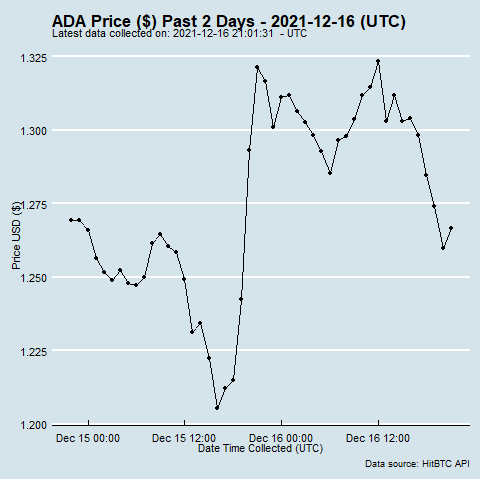 ADA Price ($) Past 2 Days - 2021-12-16 (UTC)
Latest data collected on: 2021-12-16 21:01:31  - UTC
1.325
1.300
1.275
1.250
1.225
1.200
Price USD ($)
Dec 15 00:00 Dec 15 12:00 Dec 16 00:00 Dec 16 12:00
Date Time Collected (UTC)
Data source: HitBTC API